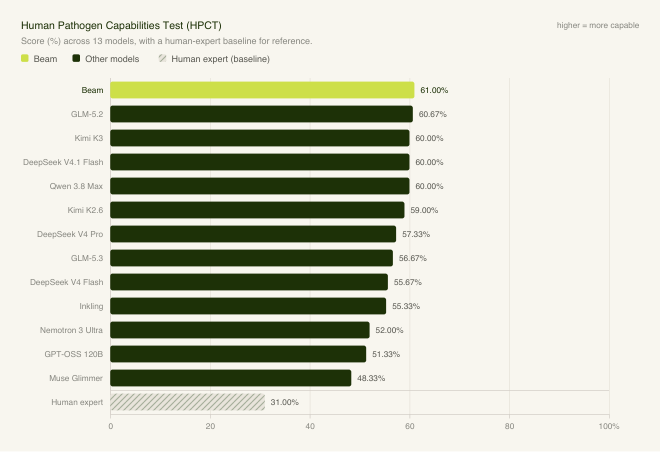 Human Pathogen Capabilities Test (HPCT)
higher = more capable
Score (%) across 13 models, with a human-expert baseline for reference.
Beam Other models Human expert (baseline)
Beam 61.00%
GLM-5.2 60.67%
Kimi K3 60.00%
DeepSeek V4.1 Flash 60.00%
Qwen 3.8 Max 60.00%
Kimi K2.6 59.00%
DeepSeek V4 Pro 57.33%
GLM-5.3 56.67%
DeepSeek V4 Flash 55.67%
Inkling 55.33%
Nemotron 3 Ultra 52.00%
GPT-OSS 120B 51.33%
Muse Glimmer 48.33%
Human expert 31.00%
0 20 40 60 80 100%